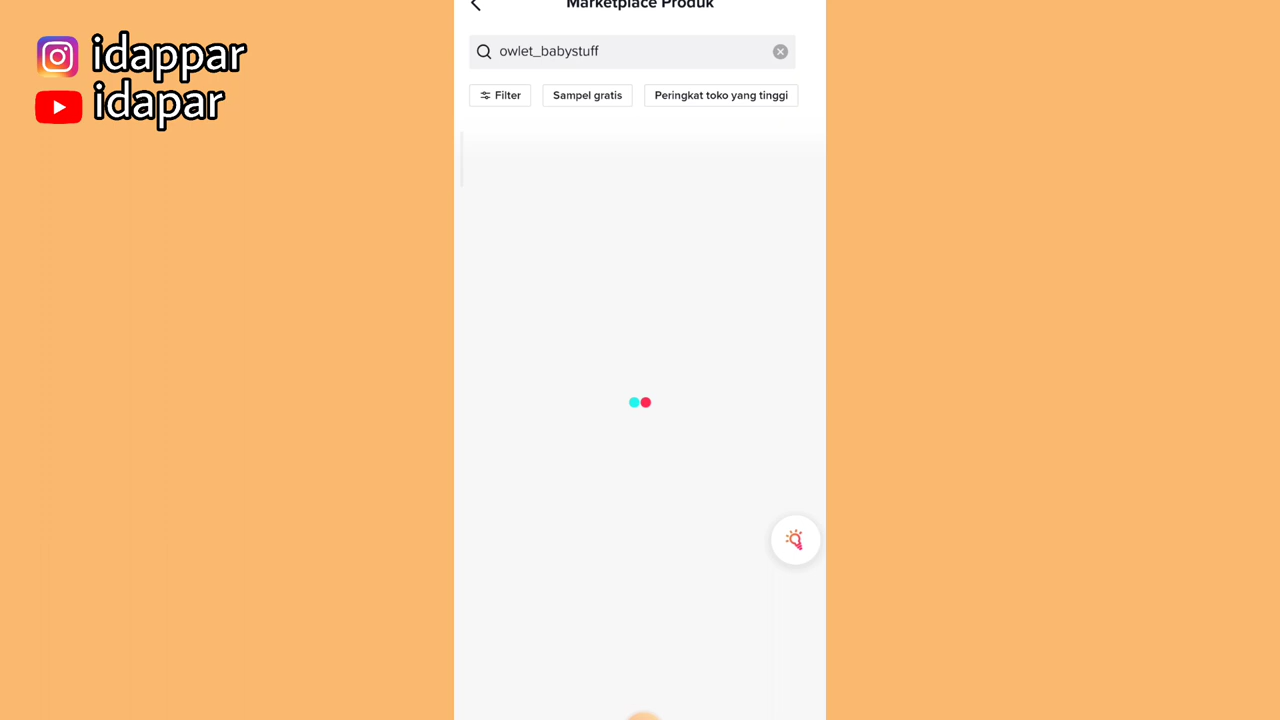 idappar
idapar
Marketplace Produk
owlet_babystuff
Filter
Sampel gratis
Peringkat toko yang tinggi